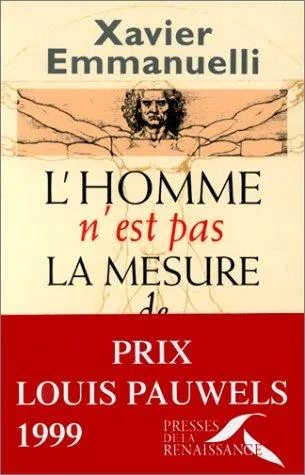 Xavier
Emmanuelli
L'HOMME
n'est pas
LA MESURE
de
PRIX
LOUIS PAUWELS
1999
PRESSES
DE LA
RENAISSANCE